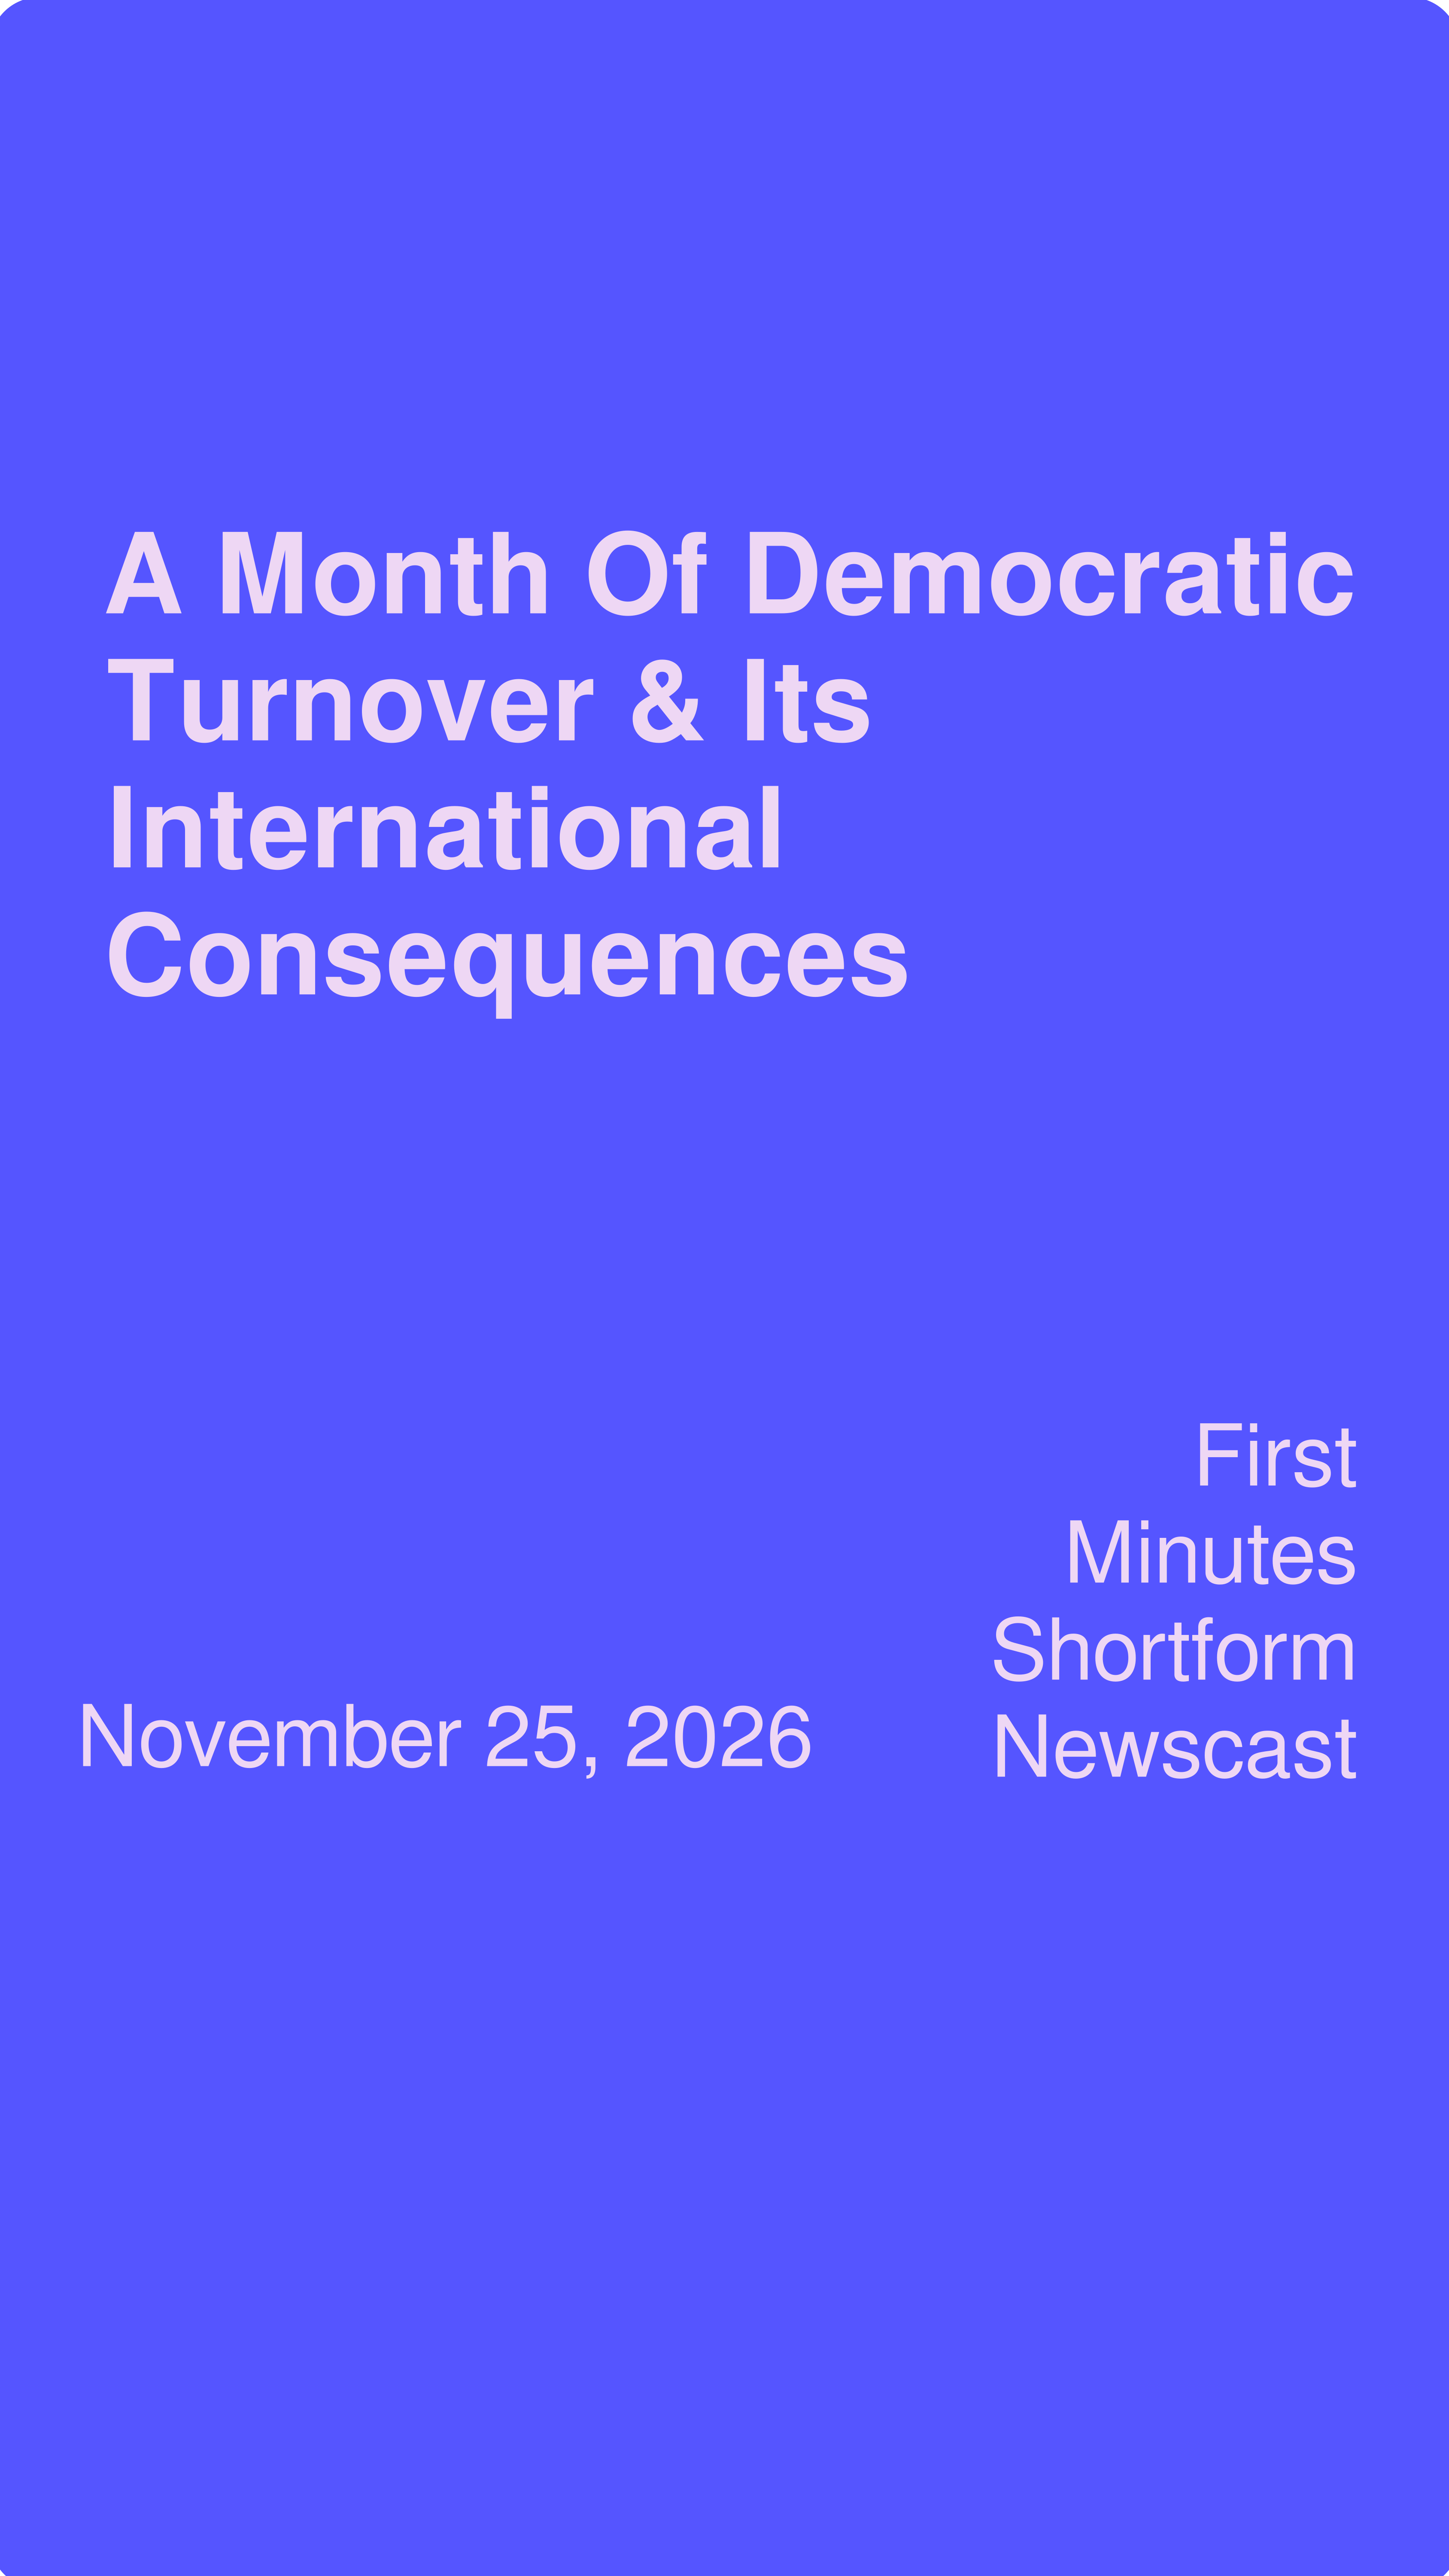 A Month Of Democratic
Turnover & Its
International
Consequences
First
Minutes
Shortform
Newscast
November 25, 2026